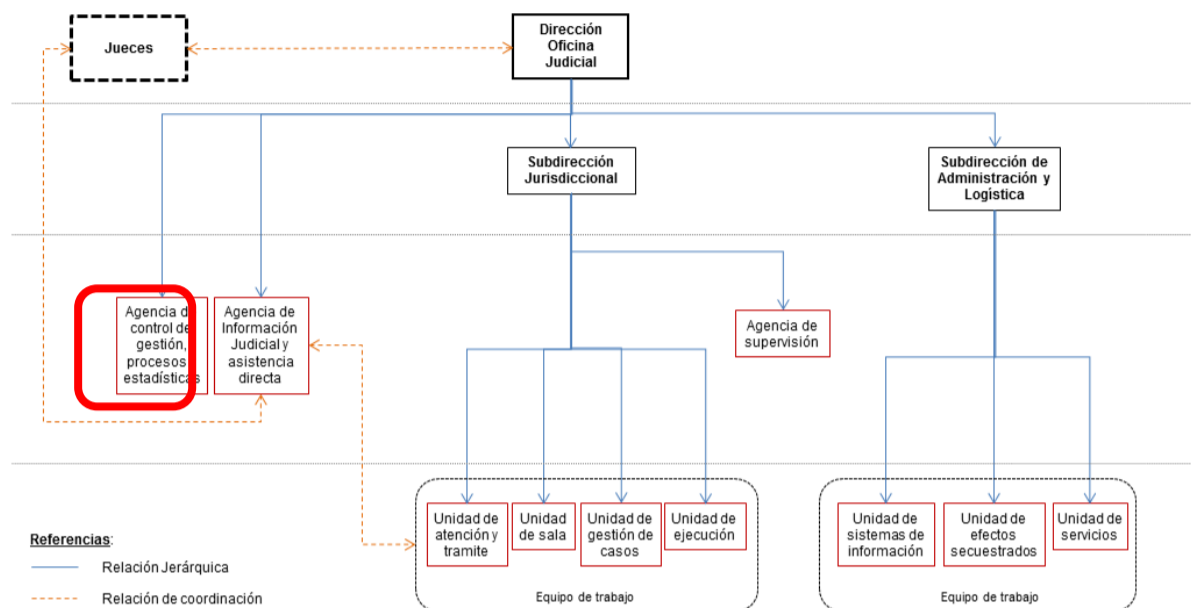 Jueces
Dirección
Oficina
Judicial
Subdirección
Jurisdiccional
Subdirección de
Administración y
Logística
Agencia d
control de
gestión,
procesos
estadísticas
Agencia de
Información
Judicial y
asistencia
directa
Agencia de
supervisión
Unidad de
atención y
tramite
Unidad
de sala
Unidad de
gestión de
casos
Unidad de
ejecución
Equipo de trabajo
Unidad de
sistemas de
información
Unidad de
efectos
secuestrados
Unidad de
servicios
Equipo de trabajo
Referencias:
Relación Jerárquica
Relación de coordinación